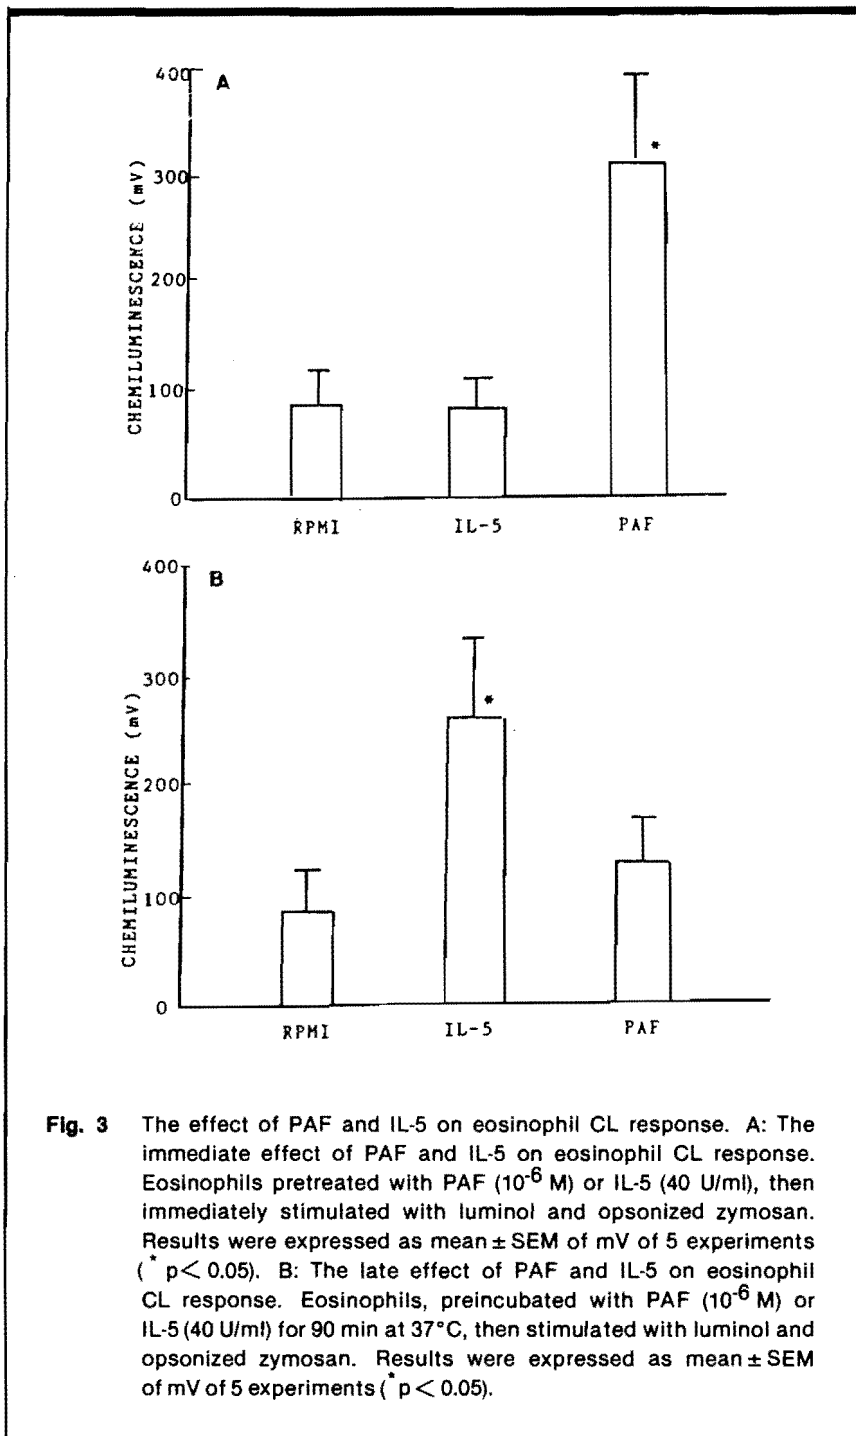 400
A
CHEMILUMINESCENCE (mV)
300
200
100
0
RPMI
IL-5
PAF
*
400
B
CHEMILUMINESCENCE (mV)
300
200
100
0
RPMI
IL-5
PAF
*
Fig. 3 The effect of PAF and IL-5 on eosinophil CL response. A: The
immediate effect of PAF and IL-5 on eosinophil CL response.
Eosinophils pretreated with PAF (10⁻⁶ M) or IL-5 (40 U/ml), then
immediately stimulated with luminol and opsonized zymosan.
Results were expressed as mean ± SEM of mV of 5 experiments
(* p < 0.05). B: The late effect of PAF and IL-5 on eosinophil
CL response. Eosinophils, preincubated with PAF (10⁻⁶ M) or
IL-5 (40 U/ml) for 90 min at 37°C, then stimulated with luminol and
opsonized zymosan. Results were expressed as mean ± SEM
of mV of 5 experiments (* p < 0.05).